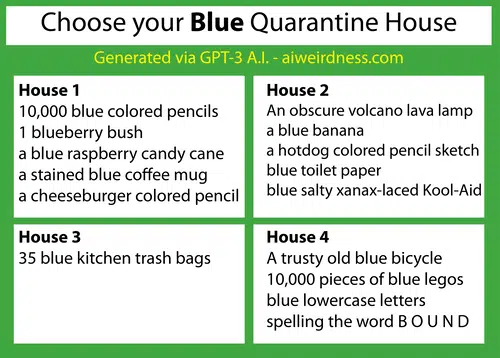 Choose your Blue Quarantine House
Generated via GPT-3 A.I. - aiweirdness.com
House 1
10,000 blue colored pencils
1 blueberry bush
a blue raspberry candy cane
a stained blue coffee mug
a cheeseburger colored pencil
House 2
An obscure volcano lava lamp
a blue banana
a hotdog colored pencil sketch
blue toilet paper
blue salty xanax-laced Kool-Aid
House 3
35 blue kitchen trash bags
House 4
A trusty old blue bicycle
10,000 pieces of blue legos
blue lowercase letters
spelling the word B O U N D